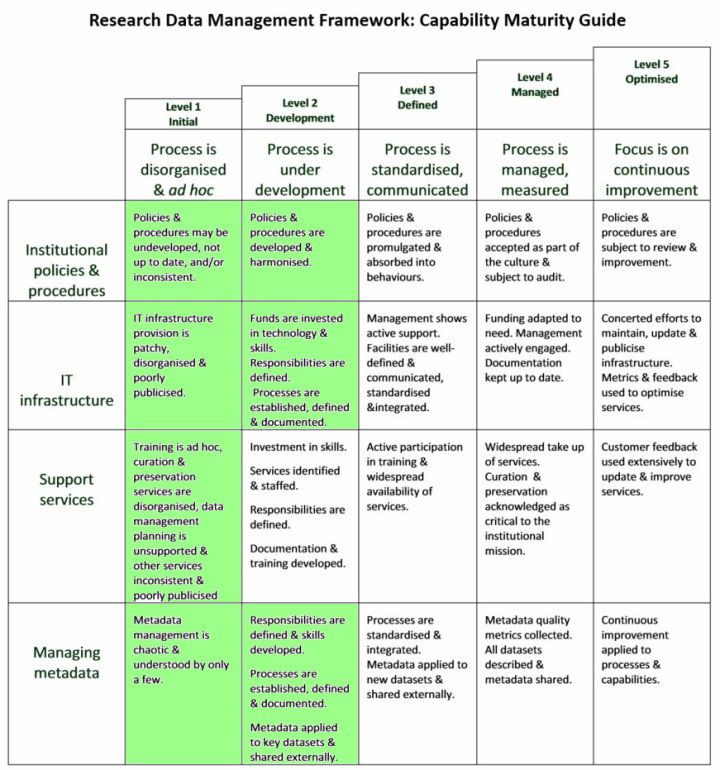 Research Data Management Framework: Capability Maturity Guide
Level 1
Initial
Level 2
Development
Level 3
Defined
Level 4
Managed
Level 5
Optimised
Process is
disorganised
& ad hoc
Process is
under
development
Process is
standardised,
communicated
Process is
managed,
measured
Focus is on
continuous
improvement
Institutional
policies &
procedures
Policies &
procedures may be
undeveloped, not
up to date, and/or
inconsistent.
Policies &
procedures are
developed &
harmonised.
Policies &
procedures are
promulgated &
absorbed into
behaviours.
Policies &
procedures
accepted as part of
the culture &
subject to audit.
Policies &
procedures are
subject to review &
improvement.
IT
infrastructure
IT infrastructure
provision is
patchy,
disorganised &
poorly
publicised.
Funds are invested
in technology &
skills.
Responsibilities are
defined.
Processes are
established, defined
& documented.
Management shows
active support.
Facilities are well-
defined &
communicated,
standardised
&integrated.
Funding adapted to
need. Management
actively engaged.
Documentation
kept up to date.
Concerted efforts to
maintain, update &
publicise
infrastructure.
Metrics & feedback
used to optimise
services.
Support
services
Training is ad hoc,
curation &
preservation
services are
disorganised, data
management
planning is
unsupported &
other services
inconsistent &
poorly publicised
Investment in skills.
Services identified
& staffed.
Responsibilities are
defined.
Documentation &
training developed.
Active participation
in training &
widespread
availability of
services.
Widespread take up
of services.
Curation &
preservation
acknowledged as
critical to the
institutional
mission.
Customer feedback
used extensively to
update & improve
services.
Managing
metadata
Metadata
management is
chaotic &
understood by only
a few.
Responsibilities are
defined & skills
developed.
Processes are
established, defined
& documented.
Metadata applied
to key datasets &
shared externally.
Processes are
standardised &
integrated.
Metadata applied to
new datasets &
shared externally.
Metadata quality
metrics collected.
All datasets
described &
metadata shared.
Continuous
improvement
applied to
processes &
capabilities.